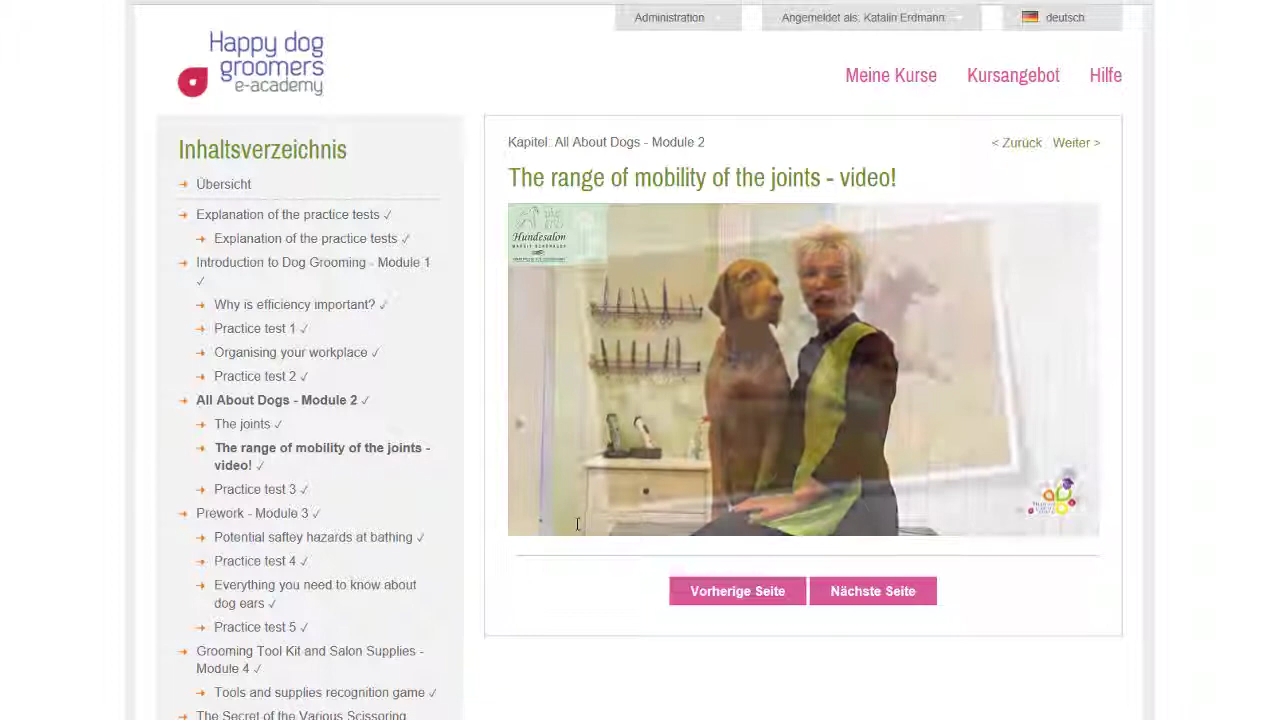 Administration
Angemeldet als: Katalin Erdmann
deutsch
Happy dog
groomers
e-academy
Meine Kurse
Kursangebot
Hilfe
Inhaltsverzeichnis
Übersicht
Explanation of the practice tests ✓
Explanation of the practice tests ✓
Introduction to Dog Grooming - Module 1
✓
Why is efficiency important? ✓
Practice test 1 ✓
Organising your workplace ✓
Practice test 2 ✓
All About Dogs - Module 2 ✓
The joints ✓
The range of mobility of the joints -
video! ✓
Practice test 3 ✓
Prework - Module 3 ✓
Potential saftey hazards at bathing ✓
Practice test 4 ✓
Everything you need to know about
dog ears ✓
Practice test 5 ✓
Grooming Tool Kit and Salon Supplies -
Module 4 ✓
Tools and supplies recognition game ✓
The Secret of the Various Scissoring
Kapitel: All About Dogs - Module 2
< Zurück Weiter >
The range of mobility of the joints - video!
Hundesalon
Vorherige Seite
Nächste Seite